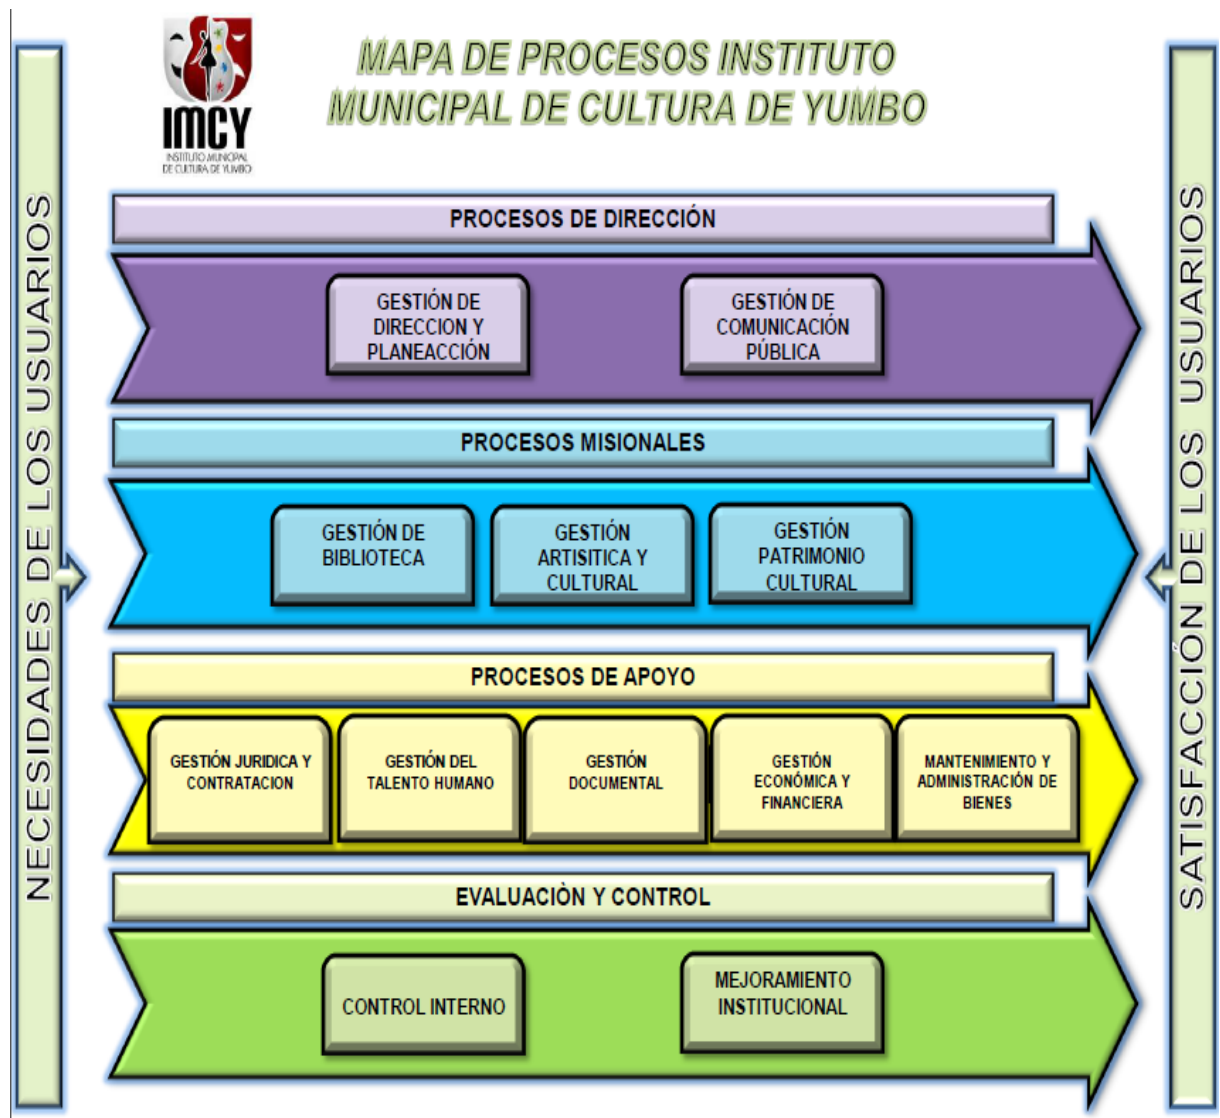 IMCY
INSTITUTO MUNICIPAL
DE CULTURA DE YUMBO
MAPA DE PROCESOS INSTITUTO
MUNICIPAL DE CULTURA DE YUMBO
NECESIDADES DE LOS USUARIOS
PROCESOS DE DIRECCIÓN
GESTIÓN DE
DIRECCION Y
PLANEACCIÓN
GESTIÓN DE
COMUNICACIÓN
PÚBLICA
PROCESOS MISIONALES
GESTIÓN DE
BIBLIOTECA
GESTIÓN
ARTISITICA Y
CULTURAL
GESTIÓN
PATRIMONIO
CULTURAL
PROCESOS DE APOYO
GESTIÓN JURIDICA Y
CONTRATACION
GESTIÓN DEL
TALENTO HUMANO
GESTIÓN
DOCUMENTAL
GESTIÓN
ECONÓMICA Y
FINANCIERA
MANTENIMIENTO Y
ADMINISTRACIÓN DE
BIENES
EVALUACIÒN Y CONTROL
CONTROL INTERNO
MEJORAMIENTO
INSTITUCIONAL
SATISFACCIÓN DE LOS USUARIOS